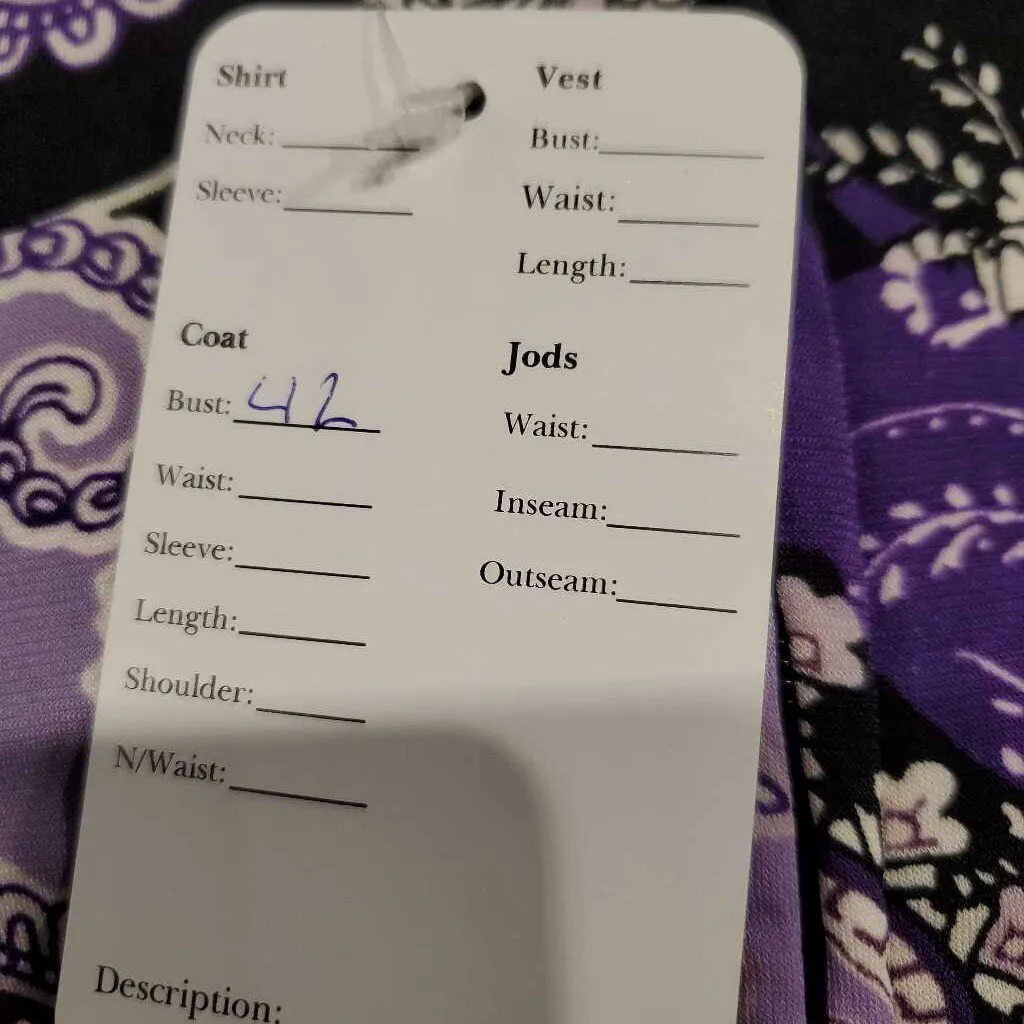 Shirt
Neck:
Sleeve:
Vest
Bust:
Waist:
Length:
Coat
Bust: 42
Waist:
Sleeve:
Length:
Shoulder:
N/Waist:
Jods
Waist:
Inseam:
Outseam:
Description: